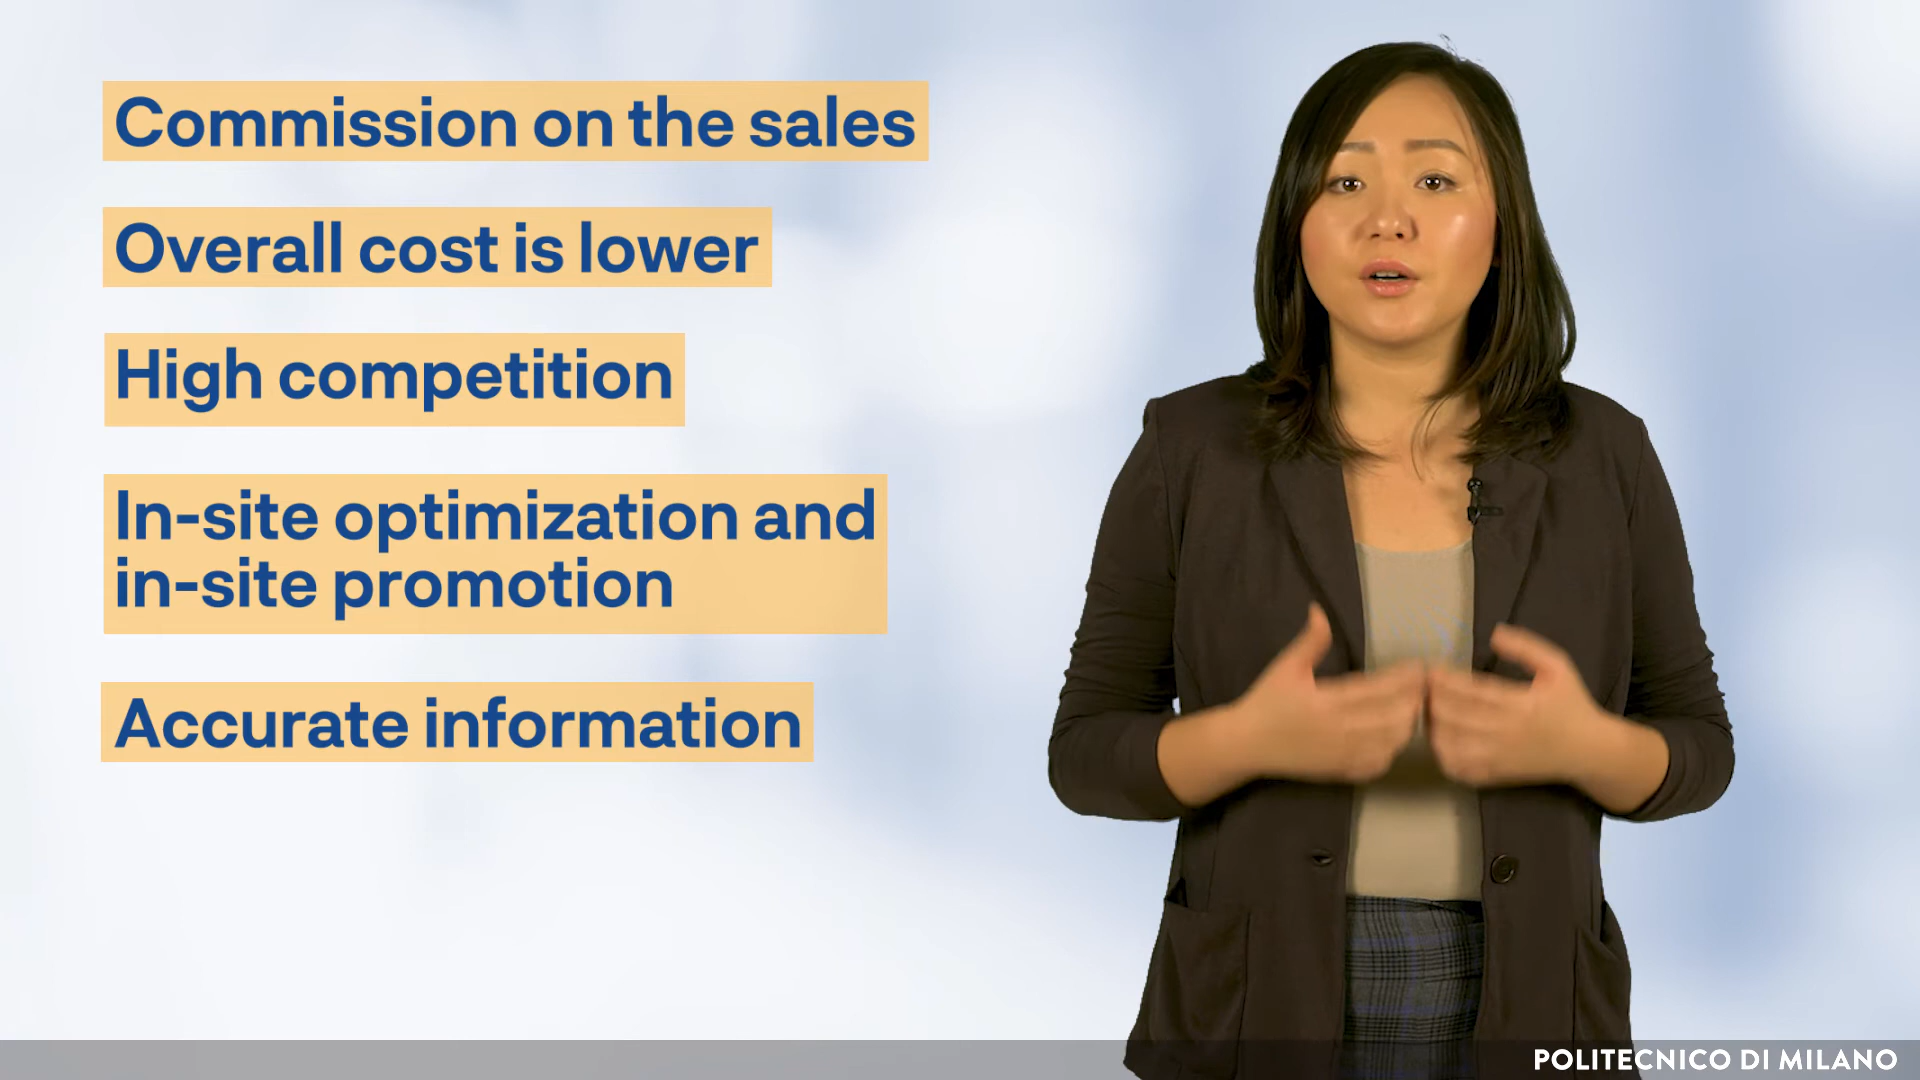 Commission on the sales
Overall cost is lower
High competition
In-site optimization and
in-site promotion
Accurate information
POLITECNICO DI MILANO